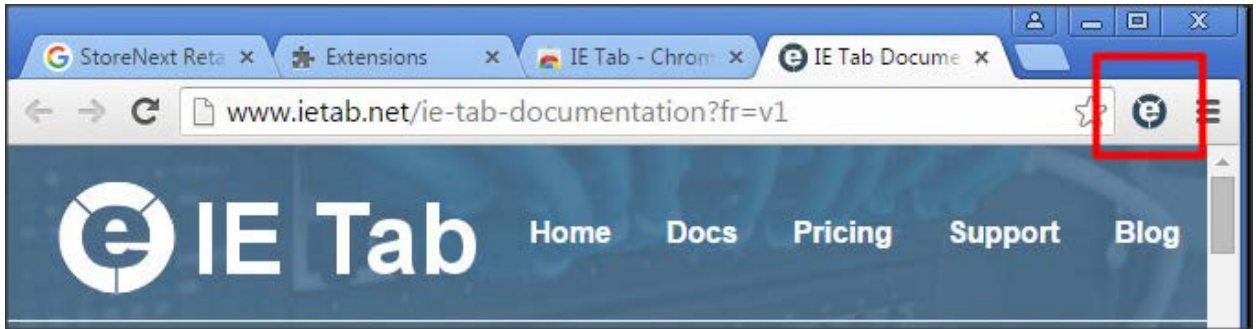 StoreNext Reta Extensions IE Tab - Chrom IE Tab Docume
www.ietab.net/ie-tab-documentation?fr=v1
e IE Tab Home Docs Pricing Support Blog